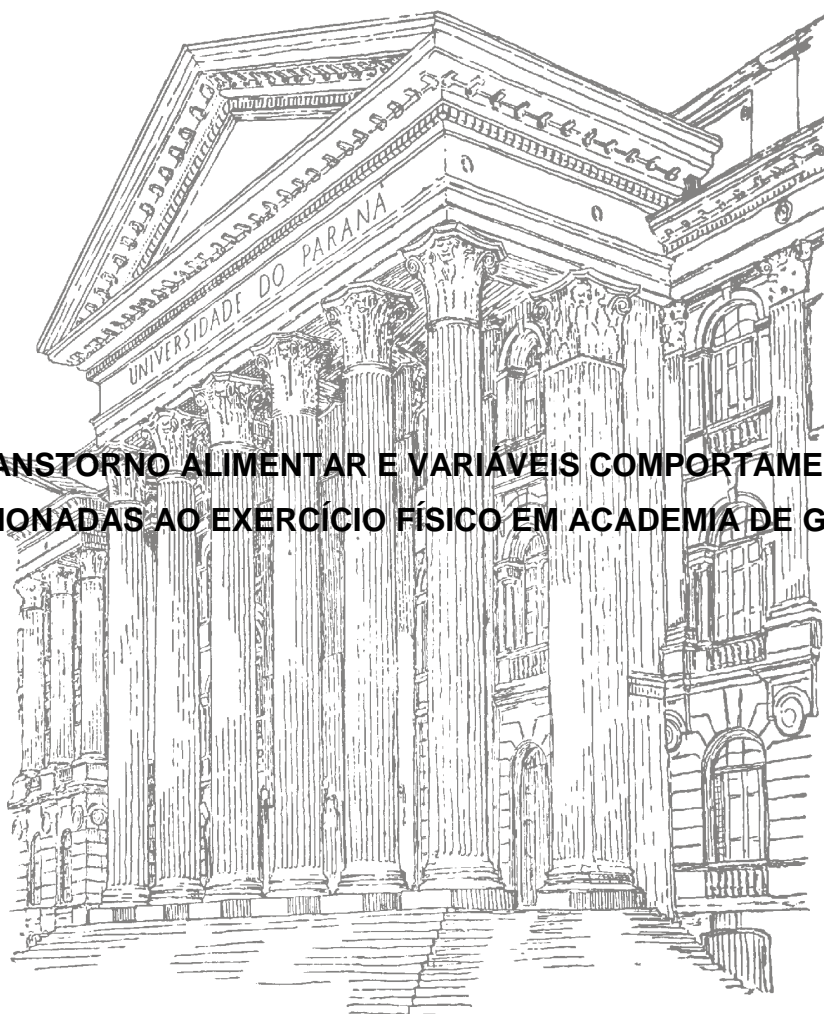 UNIVERSIDADE DO PARANÁ
ANSTORNO ALIMENTAR E VARIÁVEIS COMPORTAME
IONADAS AO EXERCÍCIO FÍSICO EM ACADEMIA DE G